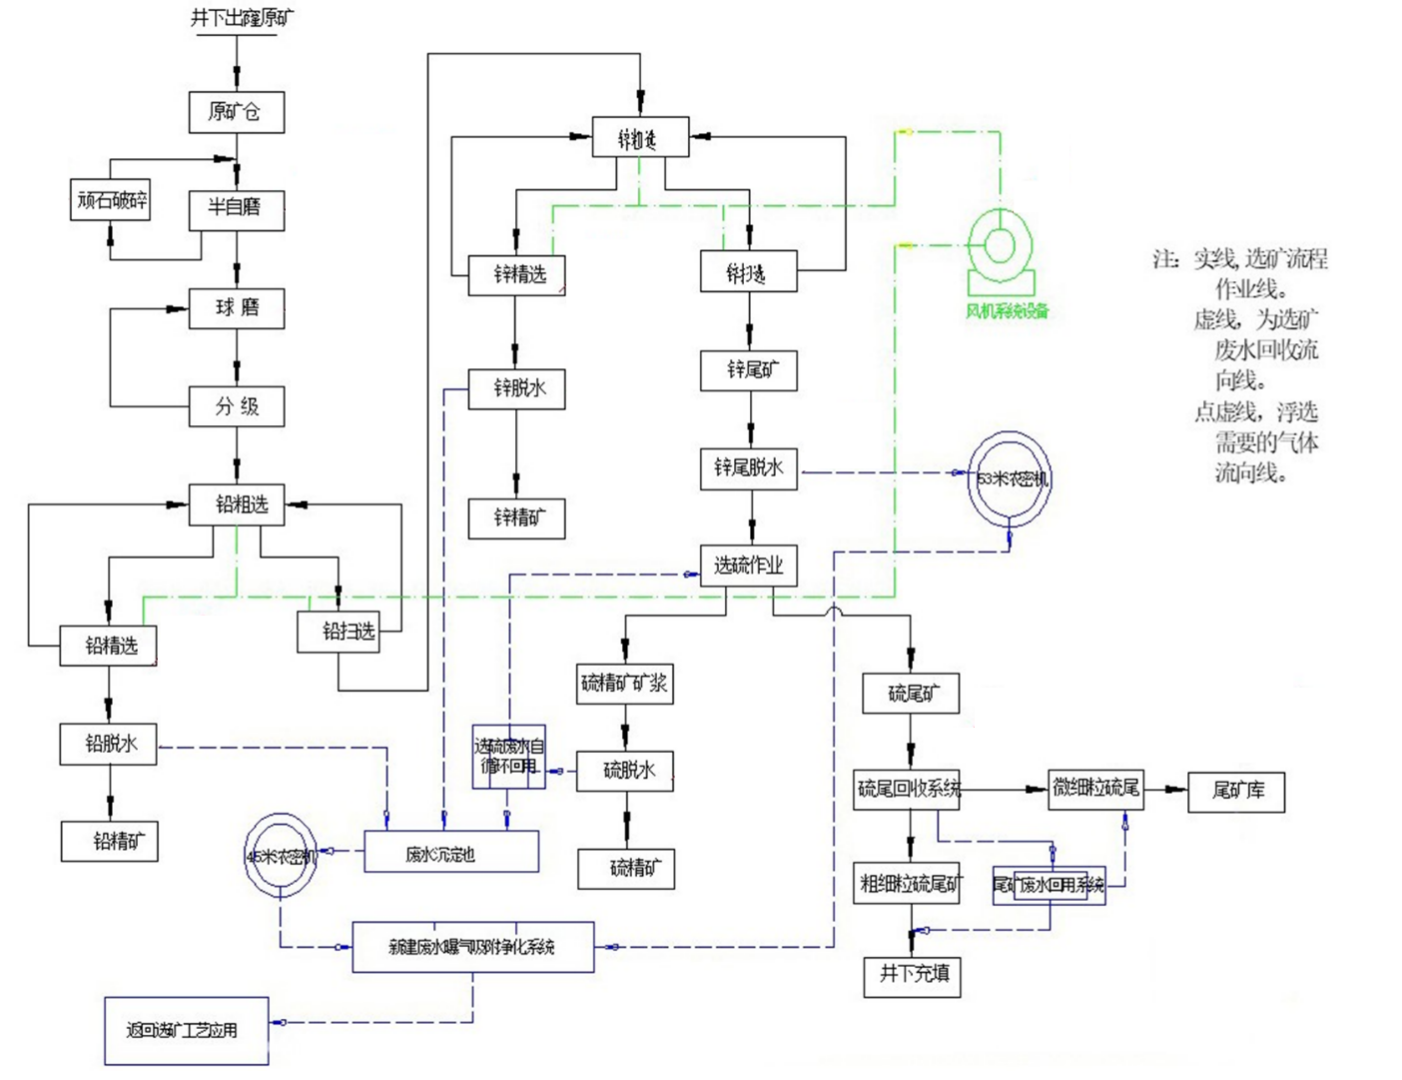 井下出窿原矿
原矿仓
顽石破碎
半自磨
球 磨
分 级
铅粗选
铅精选
铅扫选
铅脱水
铅精矿
锌粗选
锌精选
锌扫选
锌脱水
锌尾矿
锌精矿
锌尾脱水
选硫作业
硫精矿矿浆
硫脱水
硫精矿
选硫废水自
循环回用
硫尾矿
硫尾回收系统
微细粒硫尾
尾矿库
粗细粒硫尾矿
尾矿废水回用系统
井下充填
45米农密机
废水沉定也
新建废水曝气吸附净化系统
返回选矿工艺应用
53米农密机
风机系统设备
注：实线, 选矿流程
作业线。
虚线，为选矿
废水回收流
向线。
点虚线，浮选
需要的气体
流向线。